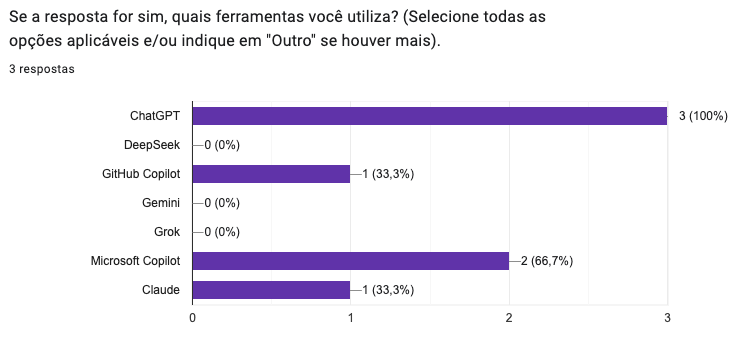 Se a resposta for sim, quais ferramentas você utiliza? (Selecione todas as
opções aplicáveis e/ou indique em "Outro" se houver mais).
3 respostas
ChatGPT 3 (100%)
DeepSeek 0 (0%)
GitHub Copilot 1 (33,3%)
Gemini 0 (0%)
Grok 0 (0%)
Microsoft Copilot 2 (66,7%)
Claude 1 (33,3%)
0 1 2 3